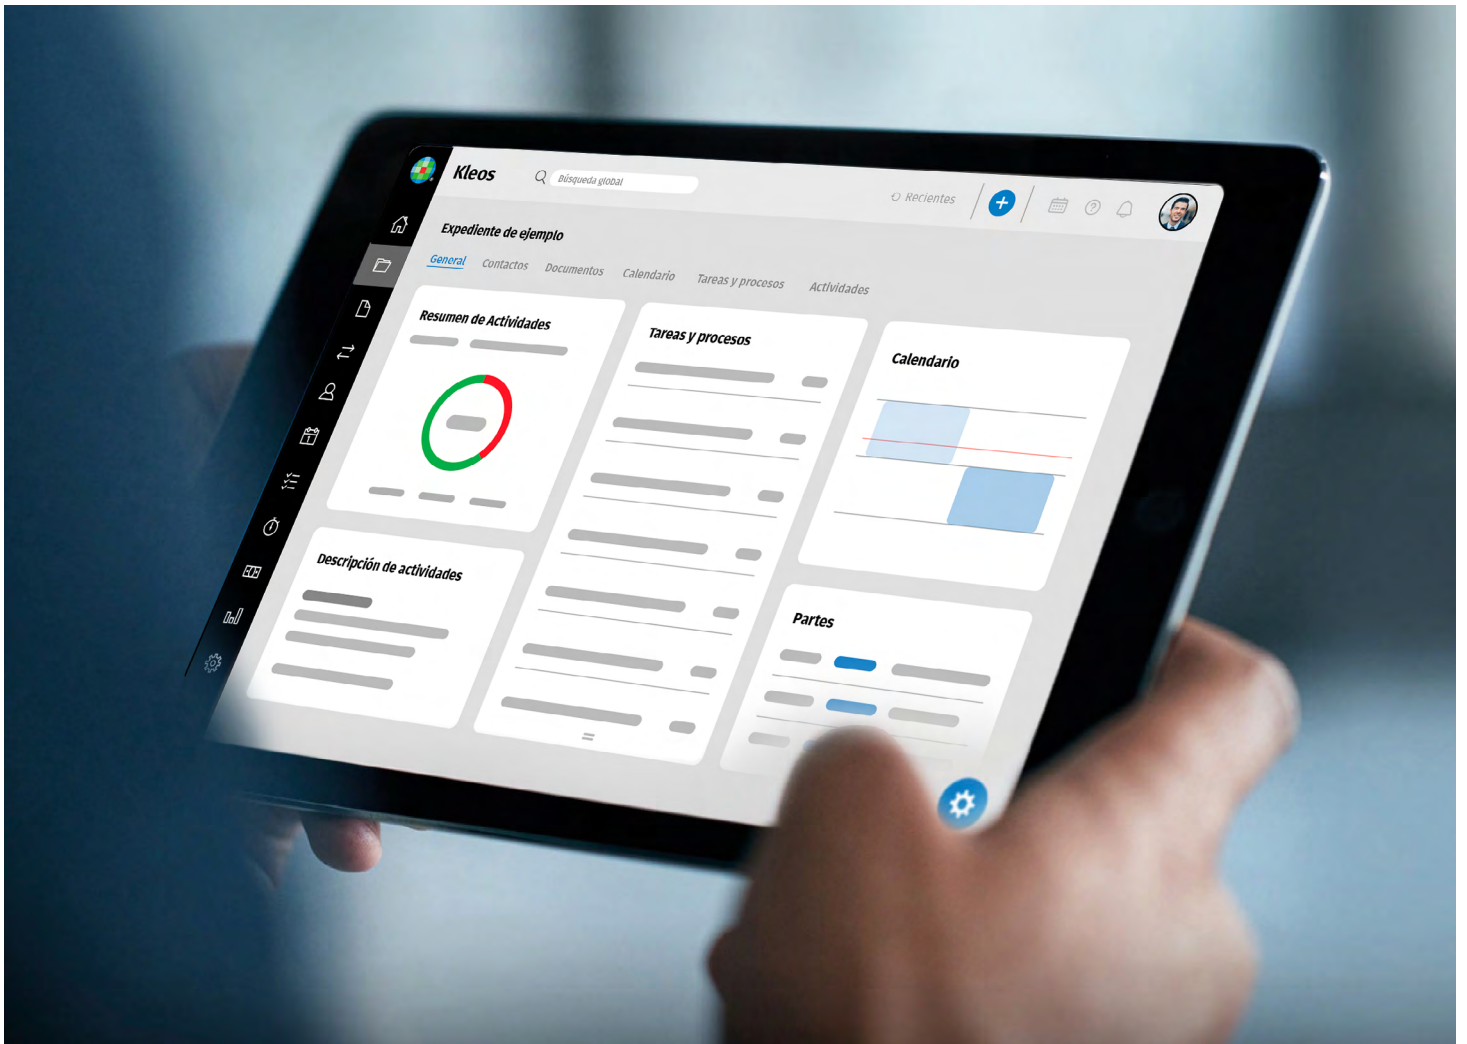 Kleos
Búsqueda global
Recientes
Expediente de ejemplo
General Contactos Documentos Calendario Tareas y procesos Actividades
Resumen de Actividades
Tareas y procesos
Calendario
Descripción de actividades
Partes